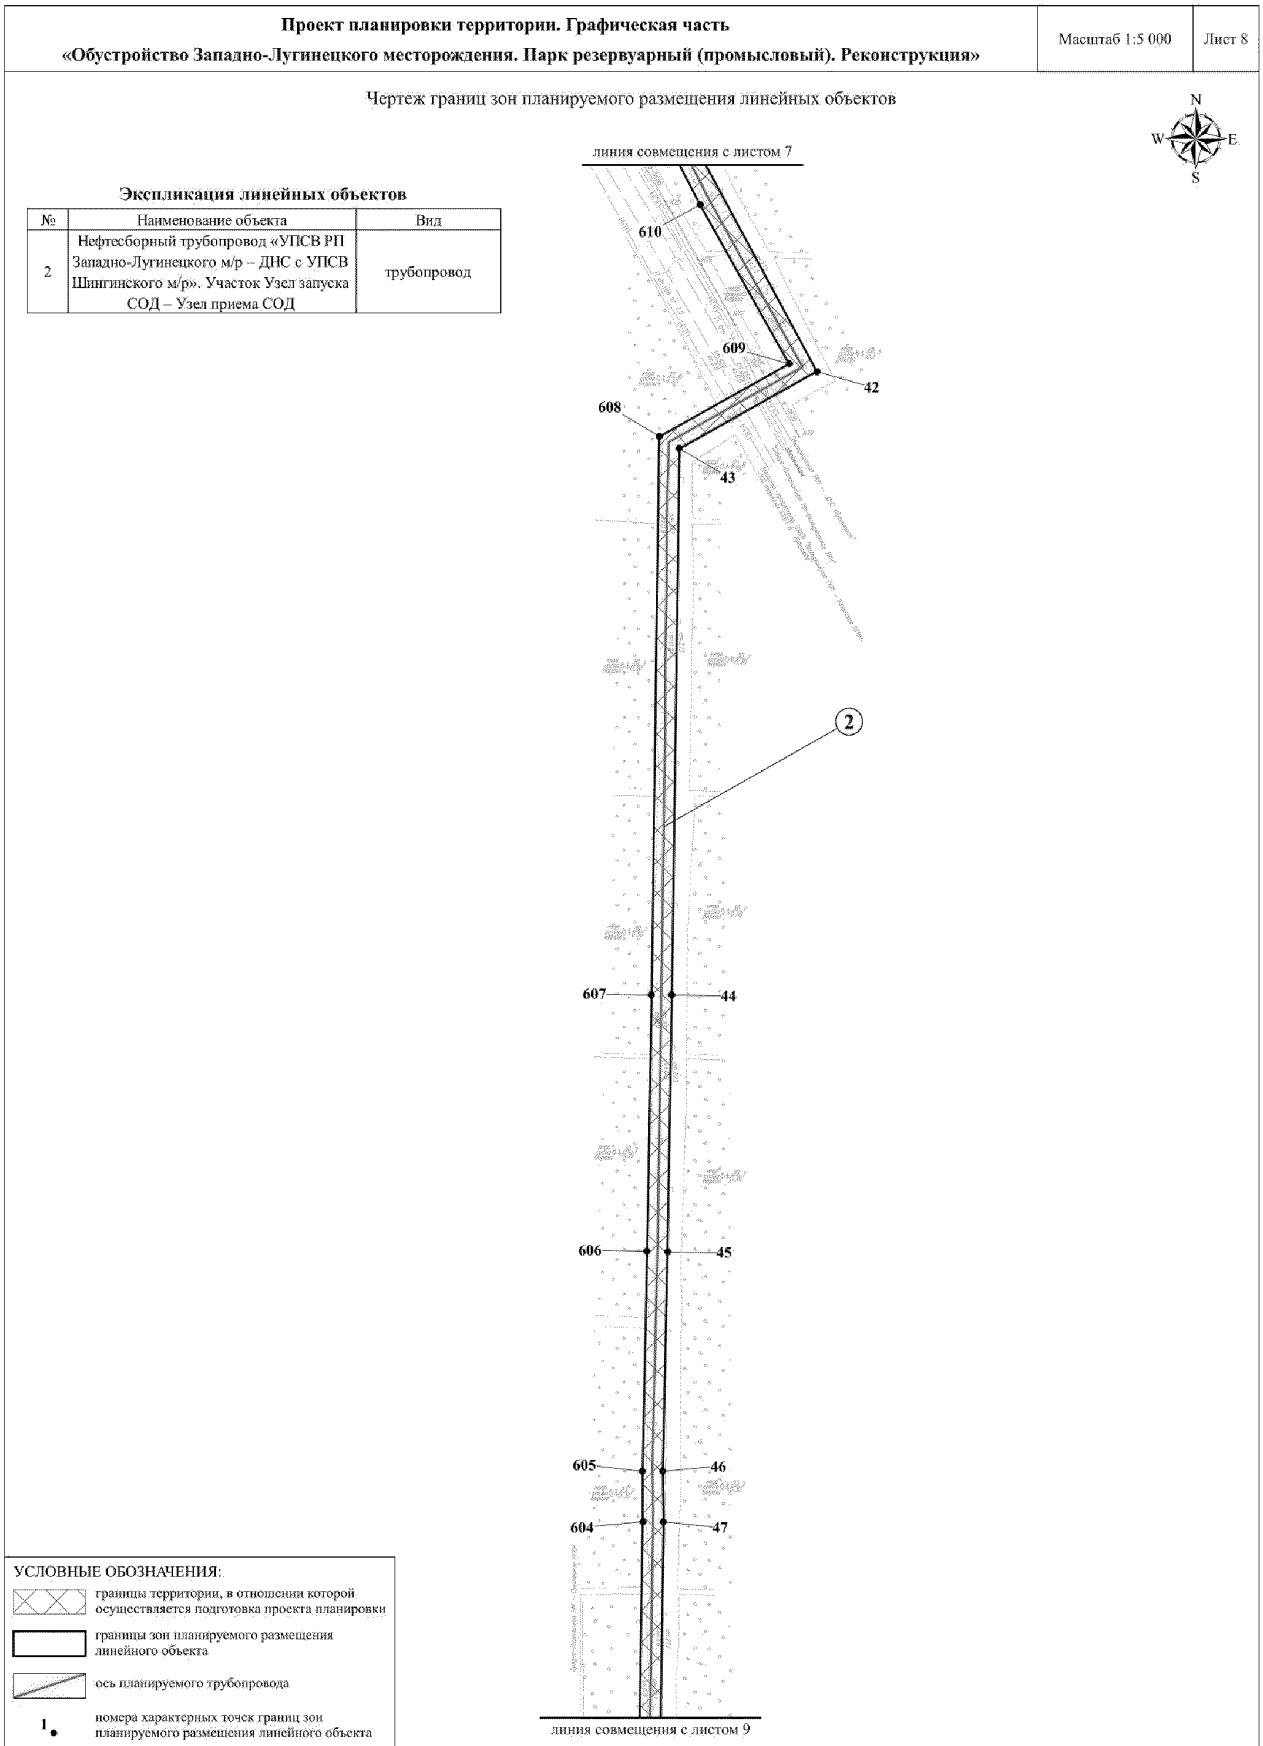 Проект планировки территории. Графическая часть
«Обустройство Западно-Лугинецкого месторождения. Парк резервуарный (промысловый). Реконструкция»
Масштаб 1:5 000
Лист 8
Чертеж границ зон планируемого размещения линейных объектов
N
W
E
S
линия совмещения с листом 7
Экспликация линейных объектов
№
Наименование объекта
Вид
2
Нефтесборный трубопровод «УПСВ РП
Западно-Лугинецкого м/р – ДНС с УПСВ
Шингинского м/р». Участок Узел запуска
СОД – Узел приема СОД
трубопровод
610
609
42
608
43
2
607
44
606
45
605
46
604
47
УСЛОВНЫЕ ОБОЗНАЧЕНИЯ:
границы территории, в отношении которой
осуществляется подготовка проекта планировки
границы зон планируемого размещения
линейного объекта
ось планируемого трубопровода
1
номера характерных точек границ зон
планируемого размещения линейного объекта
линия совмещения с листом 9